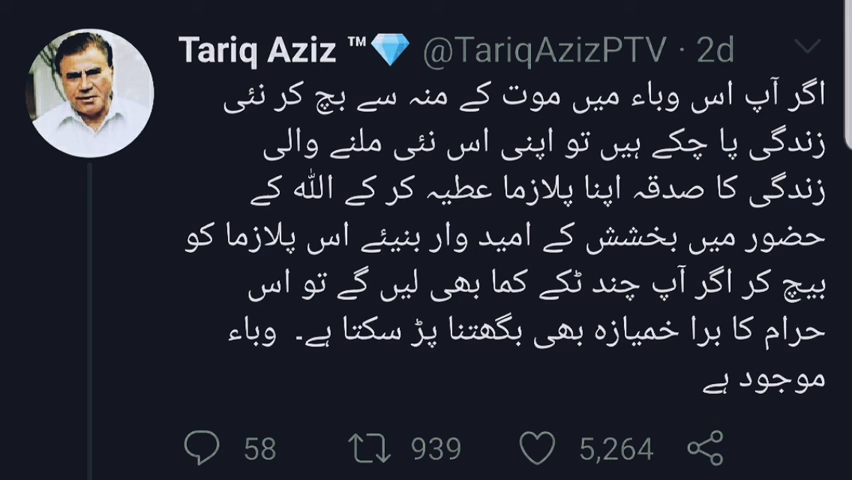 Tariq Aziz ™💎 @TariqAzizPTV · 2d
اگر آپ اس وباء میں موت کے منہ سے بچ کر نئی
زندگی پا چکے ہیں تو اپنی اس نئی ملنے والی
زندگی کا صدقہ اپنا پلازما عطیہ کر کے اللہ کے
حضور میں بخشش کے امید وار بنیئے اس پلازما کو
بیچ کر اگر آپ چند ٹکے کما بھی لیں گے تو اس
حرام کا برا خمیازہ بھی بگھتنا پڑ سکتا ہے۔ وباء
موجود ہے
58 939 5,264